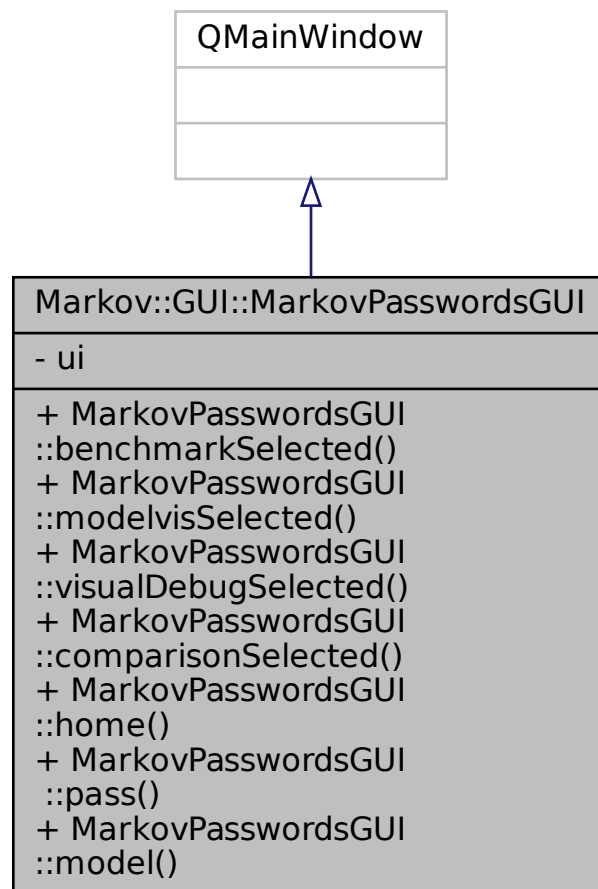 QMainWindow
Markov::GUI::MarkovPasswordsGUI
- ui
+ MarkovPasswordsGUI
::benchmarkSelected()
+ MarkovPasswordsGUI
::modelvisSelected()
+ MarkovPasswordsGUI
::visualDebugSelected()
+ MarkovPasswordsGUI
::comparisonSelected()
+ MarkovPasswordsGUI
::home()
+ MarkovPasswordsGUI
::pass()
+ MarkovPasswordsGUI
::model()